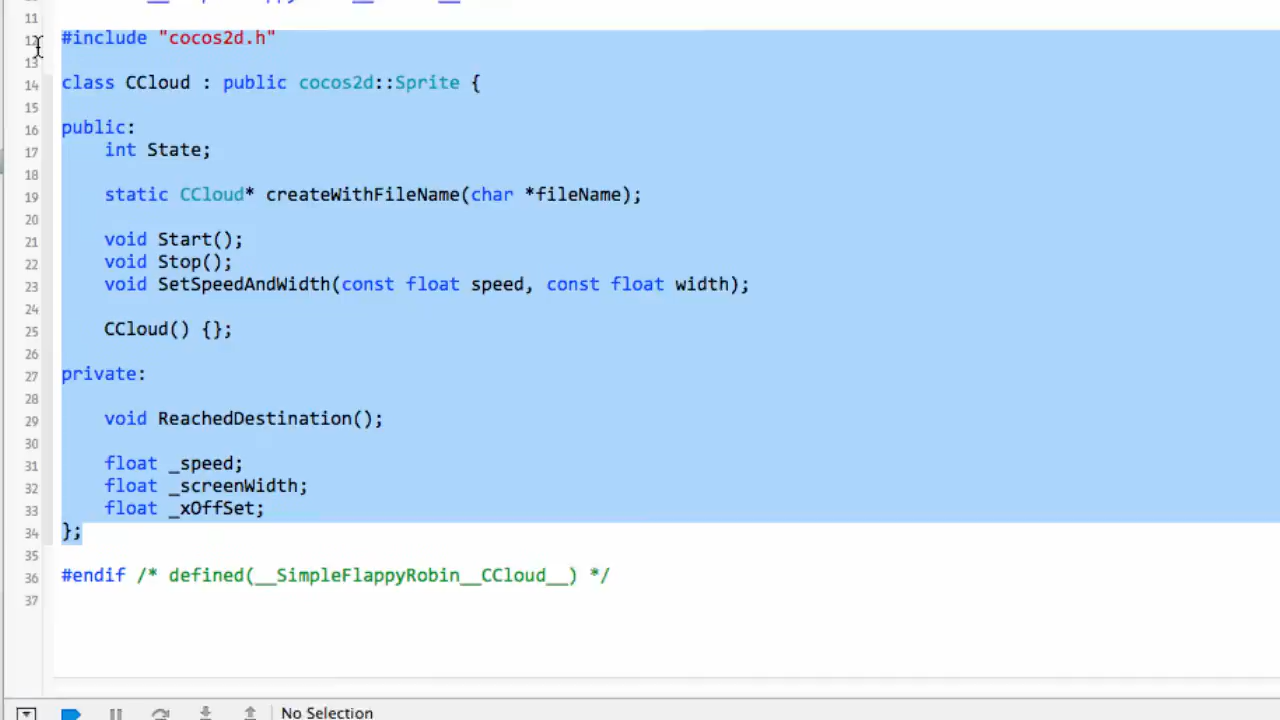 11
12 #include "cocos2d.h"
13
14 class CCloud : public cocos2d::Sprite {
15
16 public:
17 int State;
18
19 static CCloud* createWithFileName(char *fileName);
20
21 void Start();
22 void Stop();
23 void SetSpeedAndWidth(const float speed, const float width);
24
25 CCloud() {};
26
27 private:
28
29 void ReachedDestination();
30
31 float _speed;
32 float _screenWidth;
33 float _xOffSet;
34 };
35
36 #endif /* defined(__SimpleFlappyRobin__CCloud__) */
37
No Selection